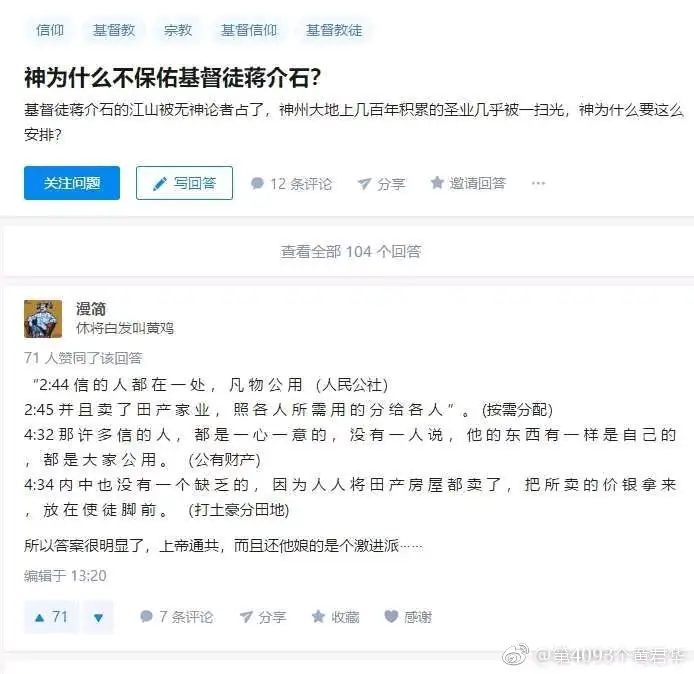 信仰 基督教 宗教 基督信仰 基督教徒
神为什么不保佑基督徒蒋介石?
基督徒蒋介石的江山被无神论者占了，神州大地上几百年积累的圣业几乎被一扫光，神为什么要这么
安排?
关注问题 写回答 12 条评论 分享 邀请回答 ...
查看全部 104 个回答
漫简
休将白发叫黄鸡
71 人赞同了该回答
“2:44 信的人都在一处，凡物公用 (人民公社)
2:45 并且卖了田产家业，照各人所需用的分给各人”。(按需分配)
4:32 那许多信的人，都是一心一意的，没有一人说，他的东西有一样是自己的
，都是大家公用。 (公有财产)
4:34 内中也没有一个缺乏的，因为人人将田产房屋都卖了，把所卖的价银拿来
，放在使徒脚前。 (打土豪分田地)
所以答案很明显了，上帝通共，而且还他娘的是个激进派……
编辑于 13:20
71 7 条评论 分享 收藏 感谢
@第4093个黄君华